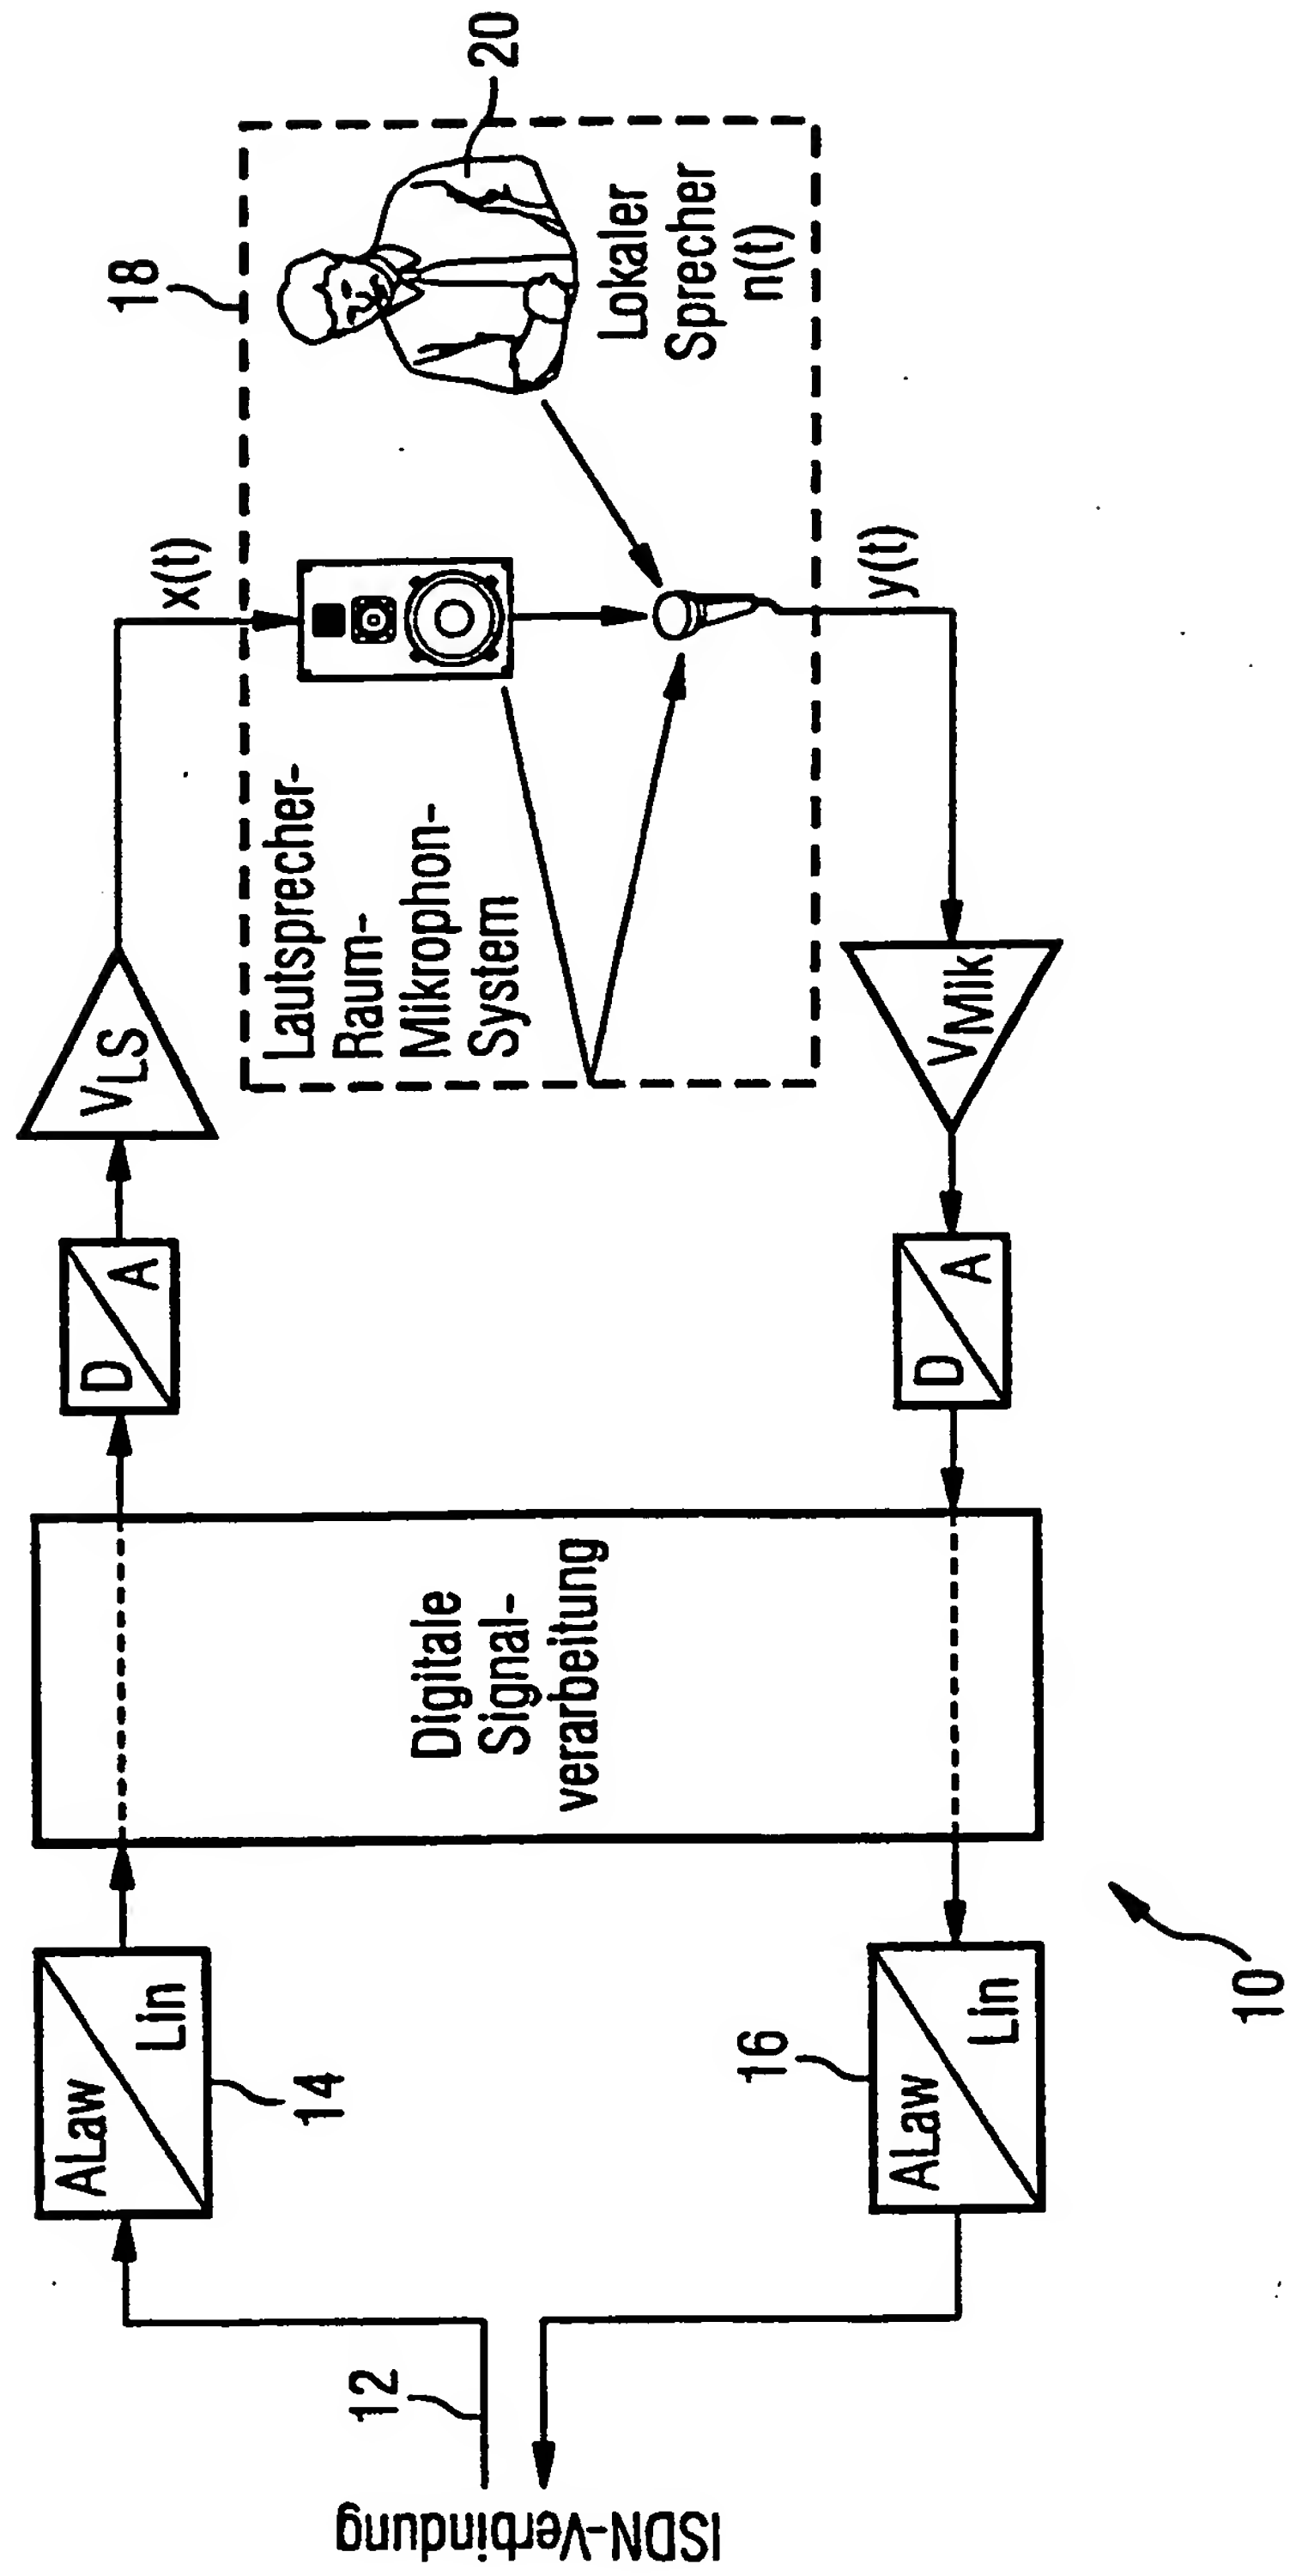 ISDN-Verbindung
12
ALaw
Lin
14
ALaw
Lin
16
10
Digitale
Signal-
verarbeitung
D
A
D
A
VLS
VMik
x(t)
y(t)
18
Lautsprecher-
Raum-
Mikrophon-
System
20
Lokaler
Sprecher
n(t)